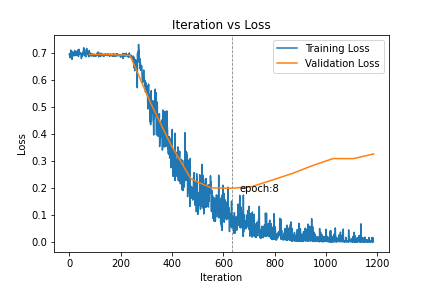 Iteration vs Loss
Training Loss
Validation Loss
0.7
0.6
0.5
0.4
0.3
0.2
0.1
0.0
Loss
epoch:8
0 200 400 600 800 1000 1200
Iteration